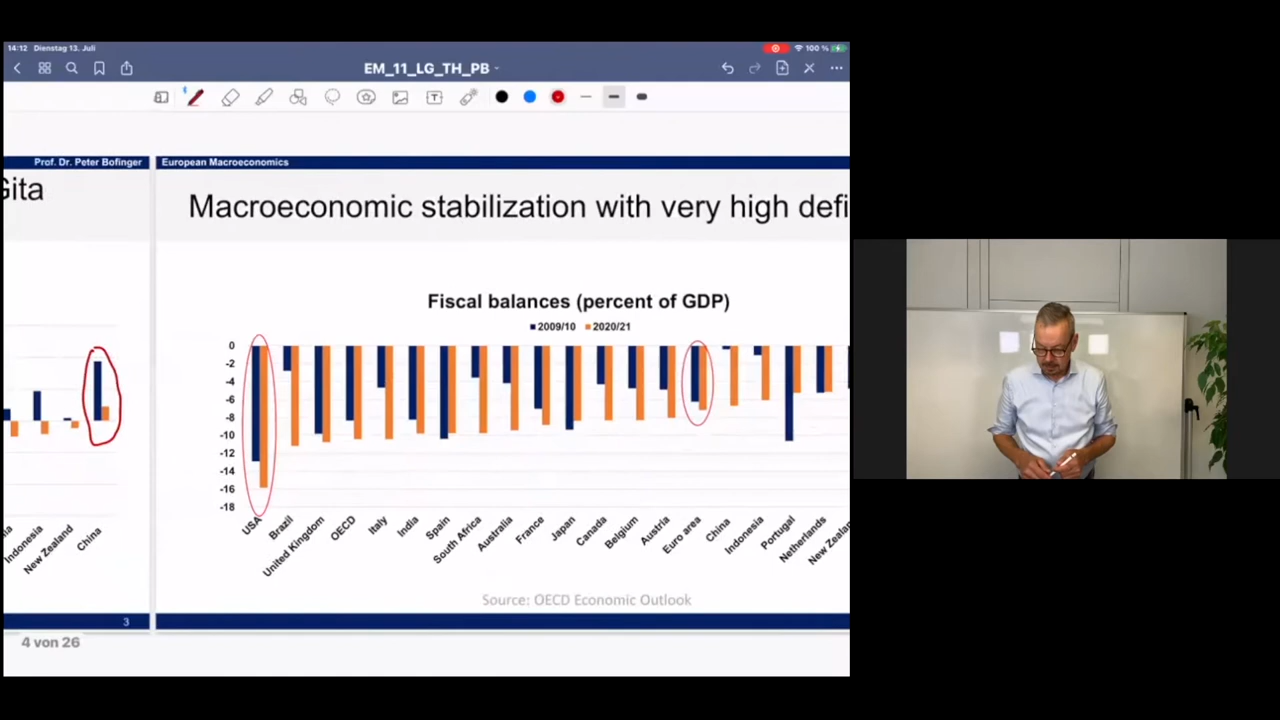 14:12 Dienstag 13. Juli
100 %
EM_11_LG_TH_PB
Prof. Dr. Peter Bofinger
European Macroeconomics
Gita
Macroeconomic stabilization with very high defi
Fiscal balances (percent of GDP)
2009/10 2020/21
0
-2
-4
-6
-8
-10
-12
-14
-16
-18
Indonesia
New Zealand
China
USA
Brazil
United Kingdom
OECD
Italy
India
Spain
South Africa
Australia
France
Japan
Canada
Belgium
Austria
Euro area
China
Indonesia
Portugal
Netherlands
New Zeala
Source: OECD Economic Outlook
3
4 von 26